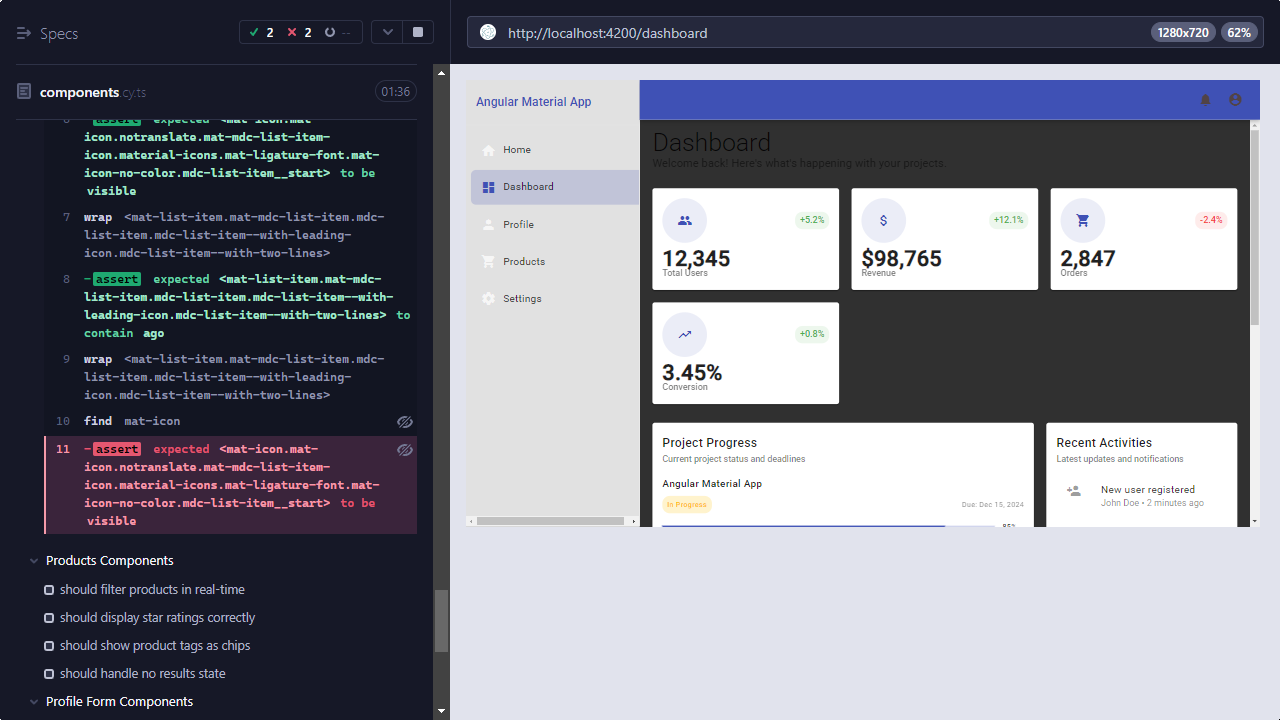 Specs
2
2
--
http://localhost:4200/dashboard
1280x720
62%
components.cy.ts
01:36
6 -assert expected <mat-icon.mat-
icon.notranslate.mat-mdc-list-item-
icon.material-icons.mat-ligature-font.mat-
icon-no-color.mdc-list-item__start> to be
visible
7 wrap <mat-list-item.mat-mdc-list-item.mdc-
list-item.mdc-list-item--with-leading-
icon.mdc-list-item--with-two-lines>
8 -assert expected <mat-list-item.mat-mdc-
list-item.mdc-list-item.mdc-list-item--with-
leading-icon.mdc-list-item--with-two-lines> to
contain ago
9 wrap <mat-list-item.mat-mdc-list-item.mdc-
list-item.mdc-list-item--with-leading-
icon.mdc-list-item--with-two-lines>
10 find mat-icon
11 -assert expected <mat-icon.mat-
icon.notranslate.mat-mdc-list-item-
icon.material-icons.mat-ligature-font.mat-
icon-no-color.mdc-list-item__start> to be
visible
Products Components
should filter products in real-time
should display star ratings correctly
should show product tags as chips
should handle no results state
Profile Form Components
Angular Material App
Home
Dashboard
Profile
Products
Settings
Dashboard
Welcome back! Here's what's happening with your projects.
+5.2%
12,345
Total Users
$
+12.1%
$98,765
Revenue
-2.4%
2,847
Orders
+0.8%
3.45%
Conversion
Project Progress
Current project status and deadlines
Angular Material App
In Progress
Due: Dec 15, 2024
85%
Recent Activities
Latest updates and notifications
New user registered
John Doe • 2 minutes ago